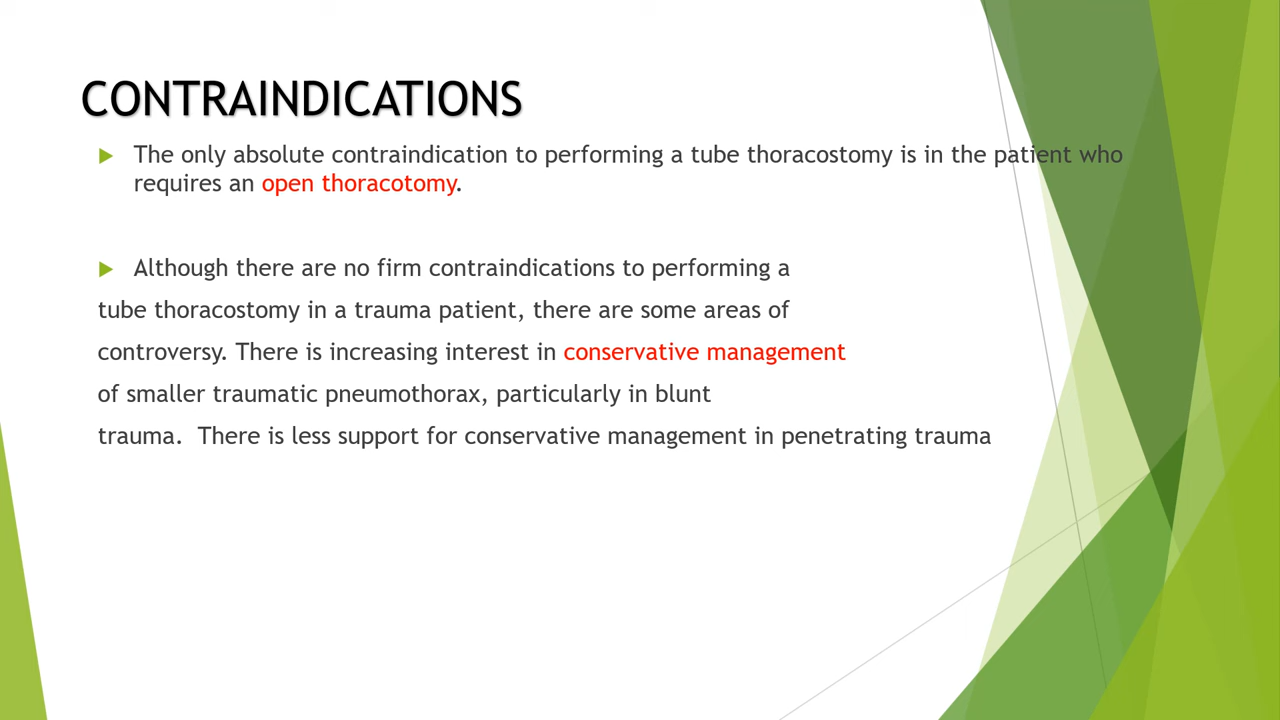 CONTRAINDICATIONS
The only absolute contraindication to performing a tube thoracostomy is in the patient who
requires an open thoracotomy.
Although there are no firm contraindications to performing a
tube thoracostomy in a trauma patient, there are some areas of
controversy. There is increasing interest in conservative management
of smaller traumatic pneumothorax, particularly in blunt
trauma.  There is less support for conservative management in penetrating trauma